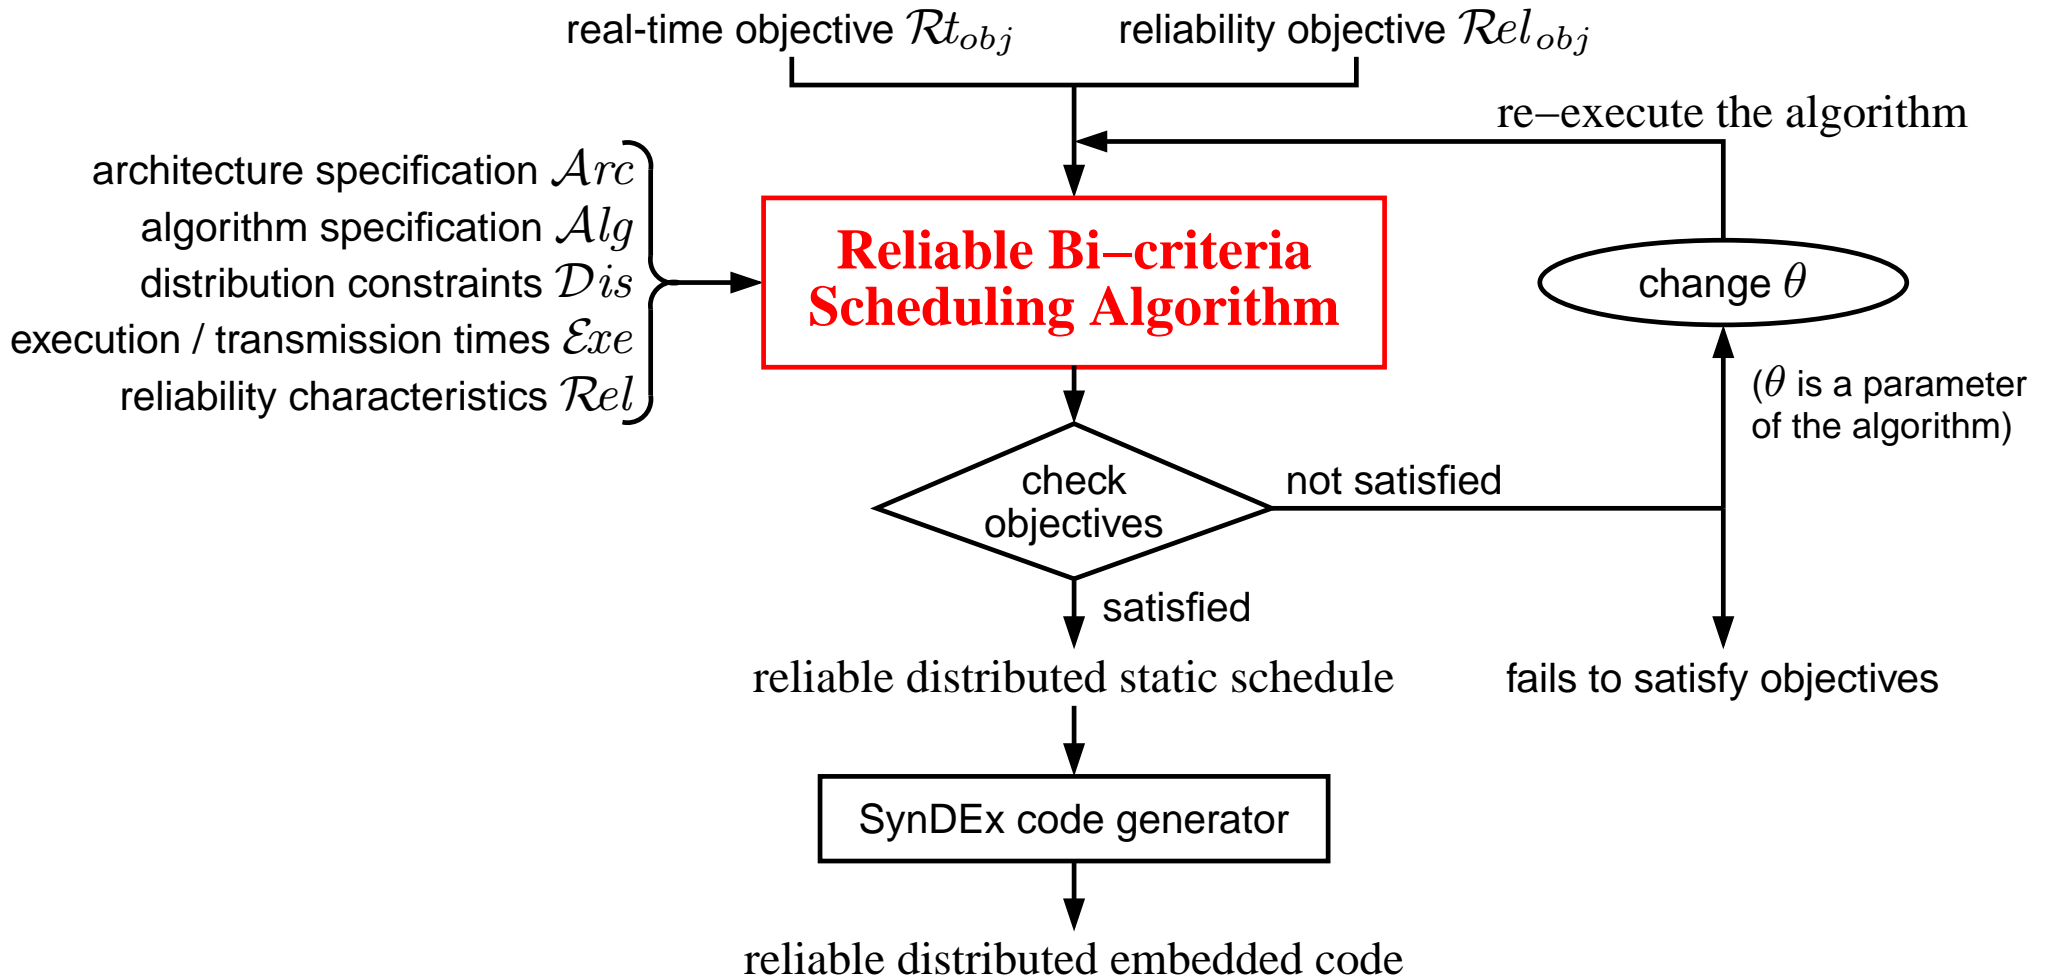 real-time objective ℛt_obj
reliability objective ℛel_obj
re–execute the algorithm
architecture specification 𝒜rc
algorithm specification 𝒜lg
distribution constraints 𝒟is
execution / transmission times ℰxe
reliability characteristics ℛel
Reliable Bi–criteria
Scheduling Algorithm
change θ
(θ is a parameter
of the algorithm)
check
objectives
not satisfied
satisfied
reliable distributed static schedule
fails to satisfy objectives
SynDEx code generator
reliable distributed embedded code